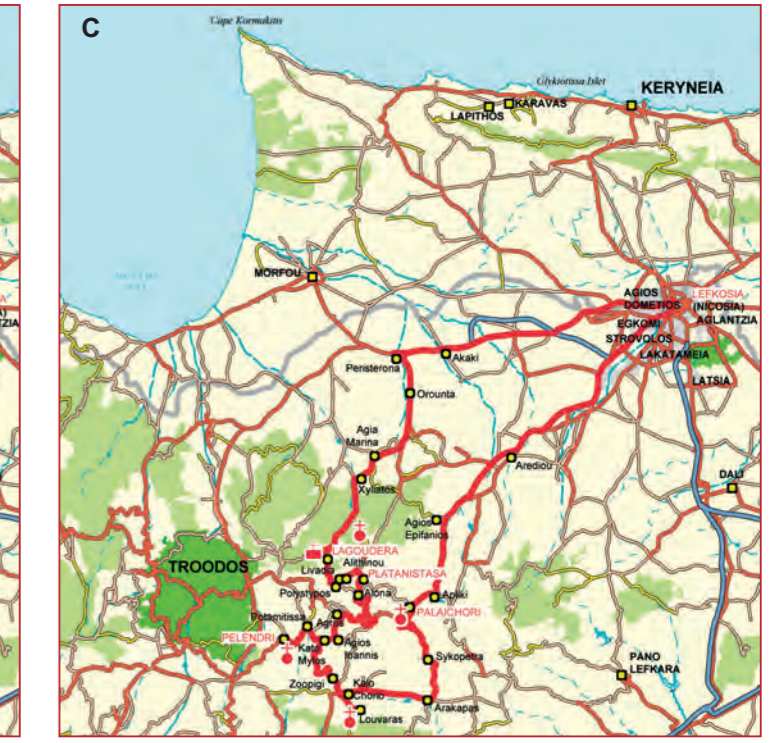 C
Cape Kormakitis
Glykiotissa Islet
KERYNEIA
KARAVAS
LAPITHOS
MORFOU
AGIOS
DOMETIOS
LEFKOSIA
(NICOSIA)
AGLANTZIA
EGKOMI
STROVOLOS
LAKATAMEIA
LATSIA
A)
TZIA
Peristerona
Akaki
Orounta
Agia
Marina
Xyliatos
Arediou
DALI
Agios
Epifanios
LAGOUDERA
Livadia
Alithinou
PLATANISTASA
Polystypos
Alona
Apliki
PALAICHORI
TROODOS
Potamitissa
Agros
PELENDRI
Kato
Mylos
Agios
Ioannis
Sykopetra
PANO
LEFKARA
Zoopigi
Kalo
Chorio
Arakapas
Louvaras